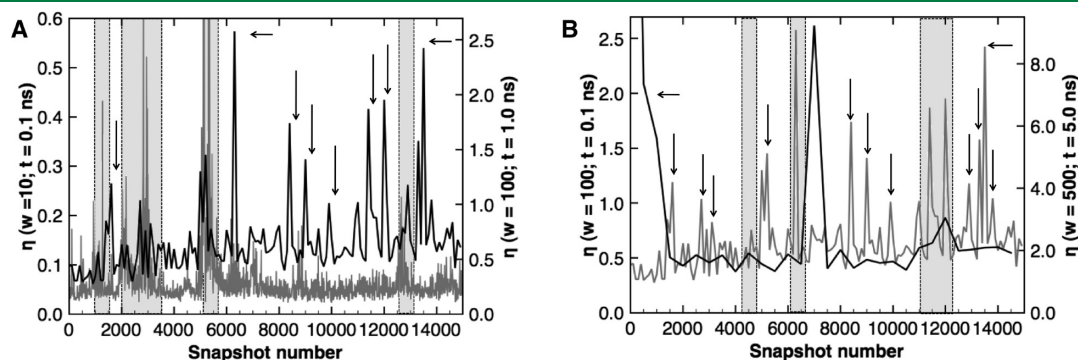 A
η (w =10; t = 0.1 ns)
0.6
0.5
0.4
0.3
0.2
0.1
0.0
0 2000 4000 6000 8000 10000 12000 14000
Snapshot number
2.5
2.0
1.5
1.0
0.5
0.0
η (w = 100; t = 1.0 ns)
B
η (w = 100; t = 0.1 ns)
2.5
2.0
1.5
1.0
0.5
0.0
0 2000 4000 6000 8000 10000 12000 14000
Snapshot number
8.0
6.0
4.0
2.0
0.0
η (w = 500; t = 5.0 ns)